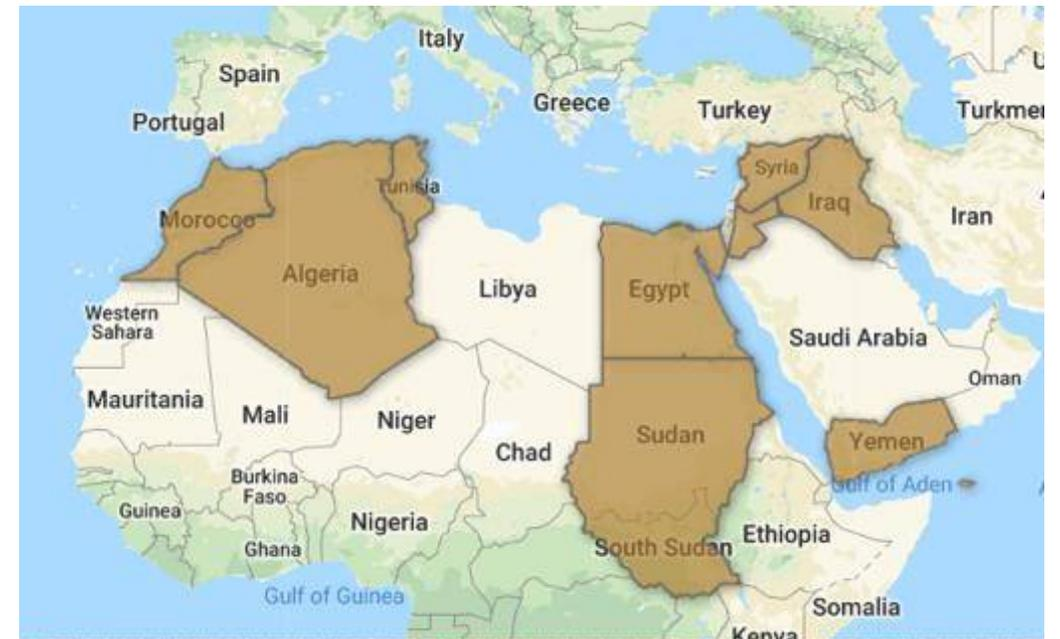 Italy
Spain
Greece
Turkey
Portugal
Turkmer
U
Syria
Tunisia
Iraq
Morocco
Iran
Algeria
Libya
Egypt
Western
Sahara
Saudi Arabia
Oman
Mauritania
Mali
Niger
Sudan
Yemen
Chad
Burkina
Faso
Gulf of Aden
Guinea
Nigeria
Ethiopia
Ghana
South Sudan
Gulf of Guinea
Somalia
Kenya